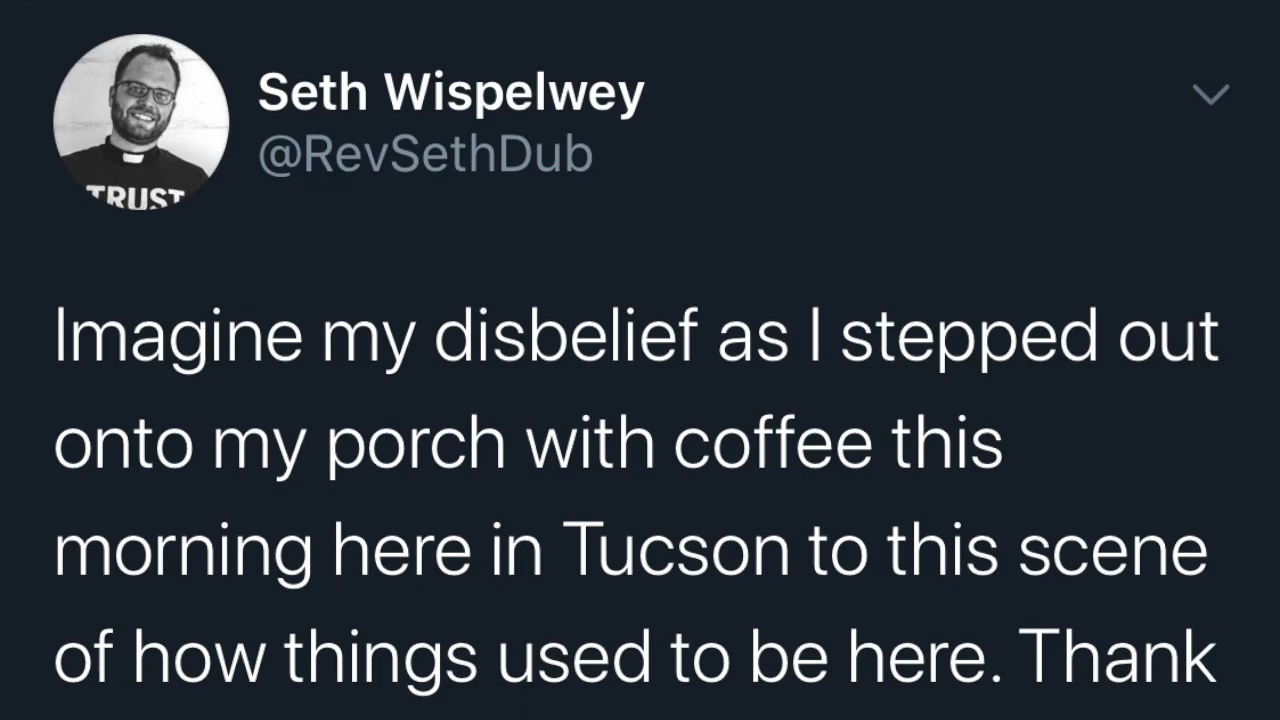 Seth Wispelwey
@RevSethDub
TRUST
Imagine my disbelief as I stepped out
onto my porch with coffee this
morning here in Tucson to this scene
of how things used to be here. Thank